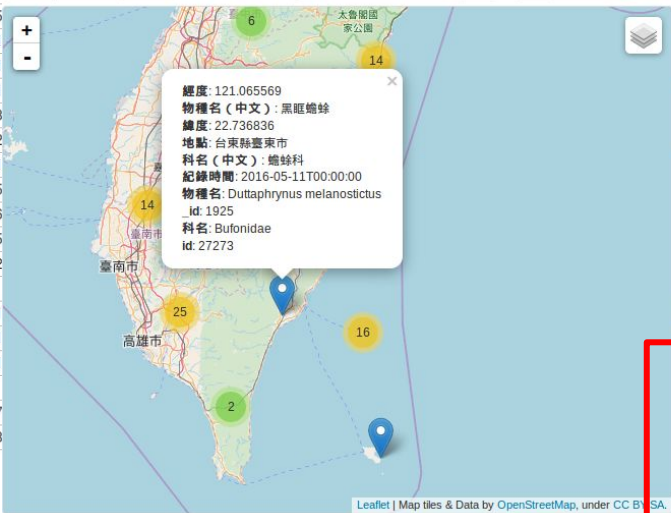 +
-
6
太魯閣國
家公園
14
×
經度: 121.065569
物種名 ( 中文 ) : 黑眶蟾蜍
緯度: 22.736836
地點: 台東縣臺東市
科名 ( 中文 ) : 蟾蜍科
紀錄時間: 2016-05-11T00:00:00
物種名: Duttaphrynus melanostictus
_id: 1925
科名: Bufonidae
id: 27273
14
臺南市
臺南市
25
16
高雄市
2
Leaflet | Map tiles & Data by OpenStreetMap, under CC BY SA.